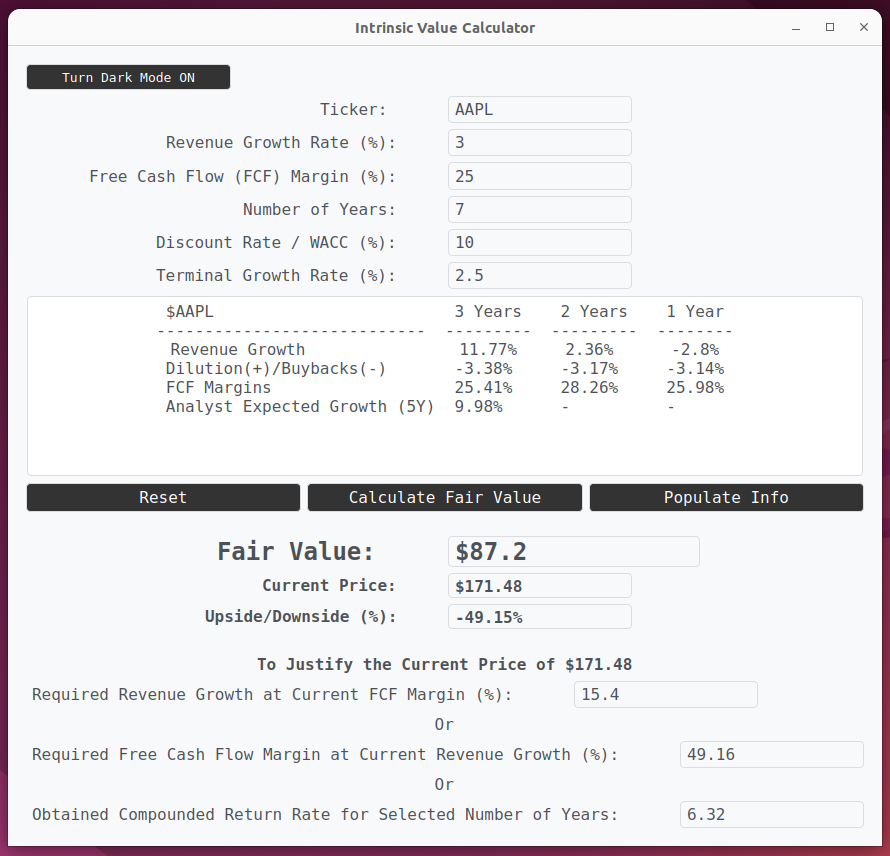 Intrinsic Value Calculator
Turn Dark Mode ON
Ticker: AAPL
Revenue Growth Rate (%): 3
Free Cash Flow (FCF) Margin (%): 25
Number of Years: 7
Discount Rate / WACC (%): 10
Terminal Growth Rate (%): 2.5
$AAPL 3 Years 2 Years 1 Year
---------------------------- --------- --------- --------
Revenue Growth 11.77% 2.36% -2.8%
Dilution(+)/Buybacks(-) -3.38% -3.17% -3.14%
FCF Margins 25.41% 28.26% 25.98%
Analyst Expected Growth (5Y) 9.98% - -
Reset Calculate Fair Value Populate Info
Fair Value: $87.2
Current Price: $171.48
Upside/Downside (%): -49.15%
To Justify the Current Price of $171.48
Required Revenue Growth at Current FCF Margin (%): 15.4
Or
Required Free Cash Flow Margin at Current Revenue Growth (%): 49.16
Or
Obtained Compounded Return Rate for Selected Number of Years: 6.32